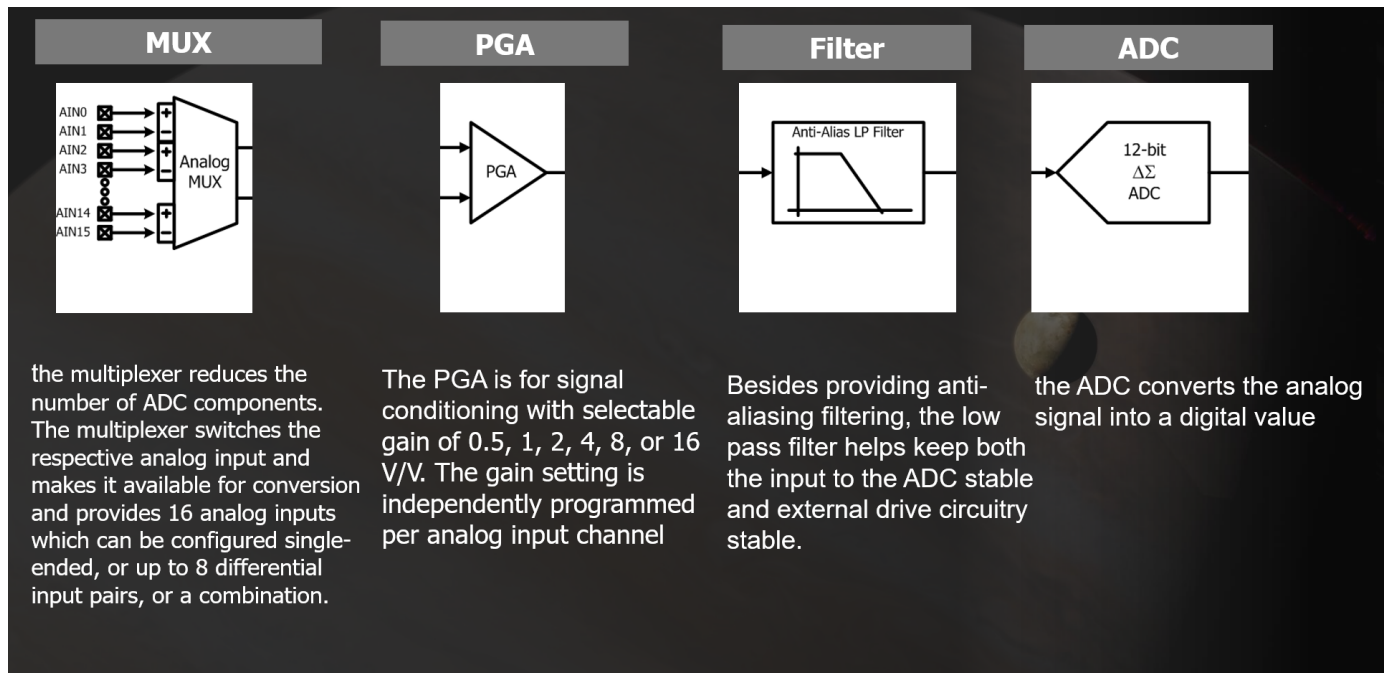 MUX
AIN0
AIN1
AIN2
AIN3
AIN14
AIN15
+
−
+
−
+
−
Analog
MUX
the multiplexer reduces the
number of ADC components.
The multiplexer switches the
respective analog input and
makes it available for conversion
and provides 16 analog inputs
which can be configured single-
ended, or up to 8 differential
input pairs, or a combination.
PGA
PGA
The PGA is for signal
conditioning with selectable
gain of 0.5, 1, 2, 4, 8, or 16
V/V. The gain setting is
independently programmed
per analog input channel
Filter
Anti-Alias LP Filter
Besides providing anti-
aliasing filtering, the low
pass filter helps keep both
the input to the ADC stable
and external drive circuitry
stable.
ADC
12-bit
ΔΣ
ADC
the ADC converts the analog
signal into a digital value